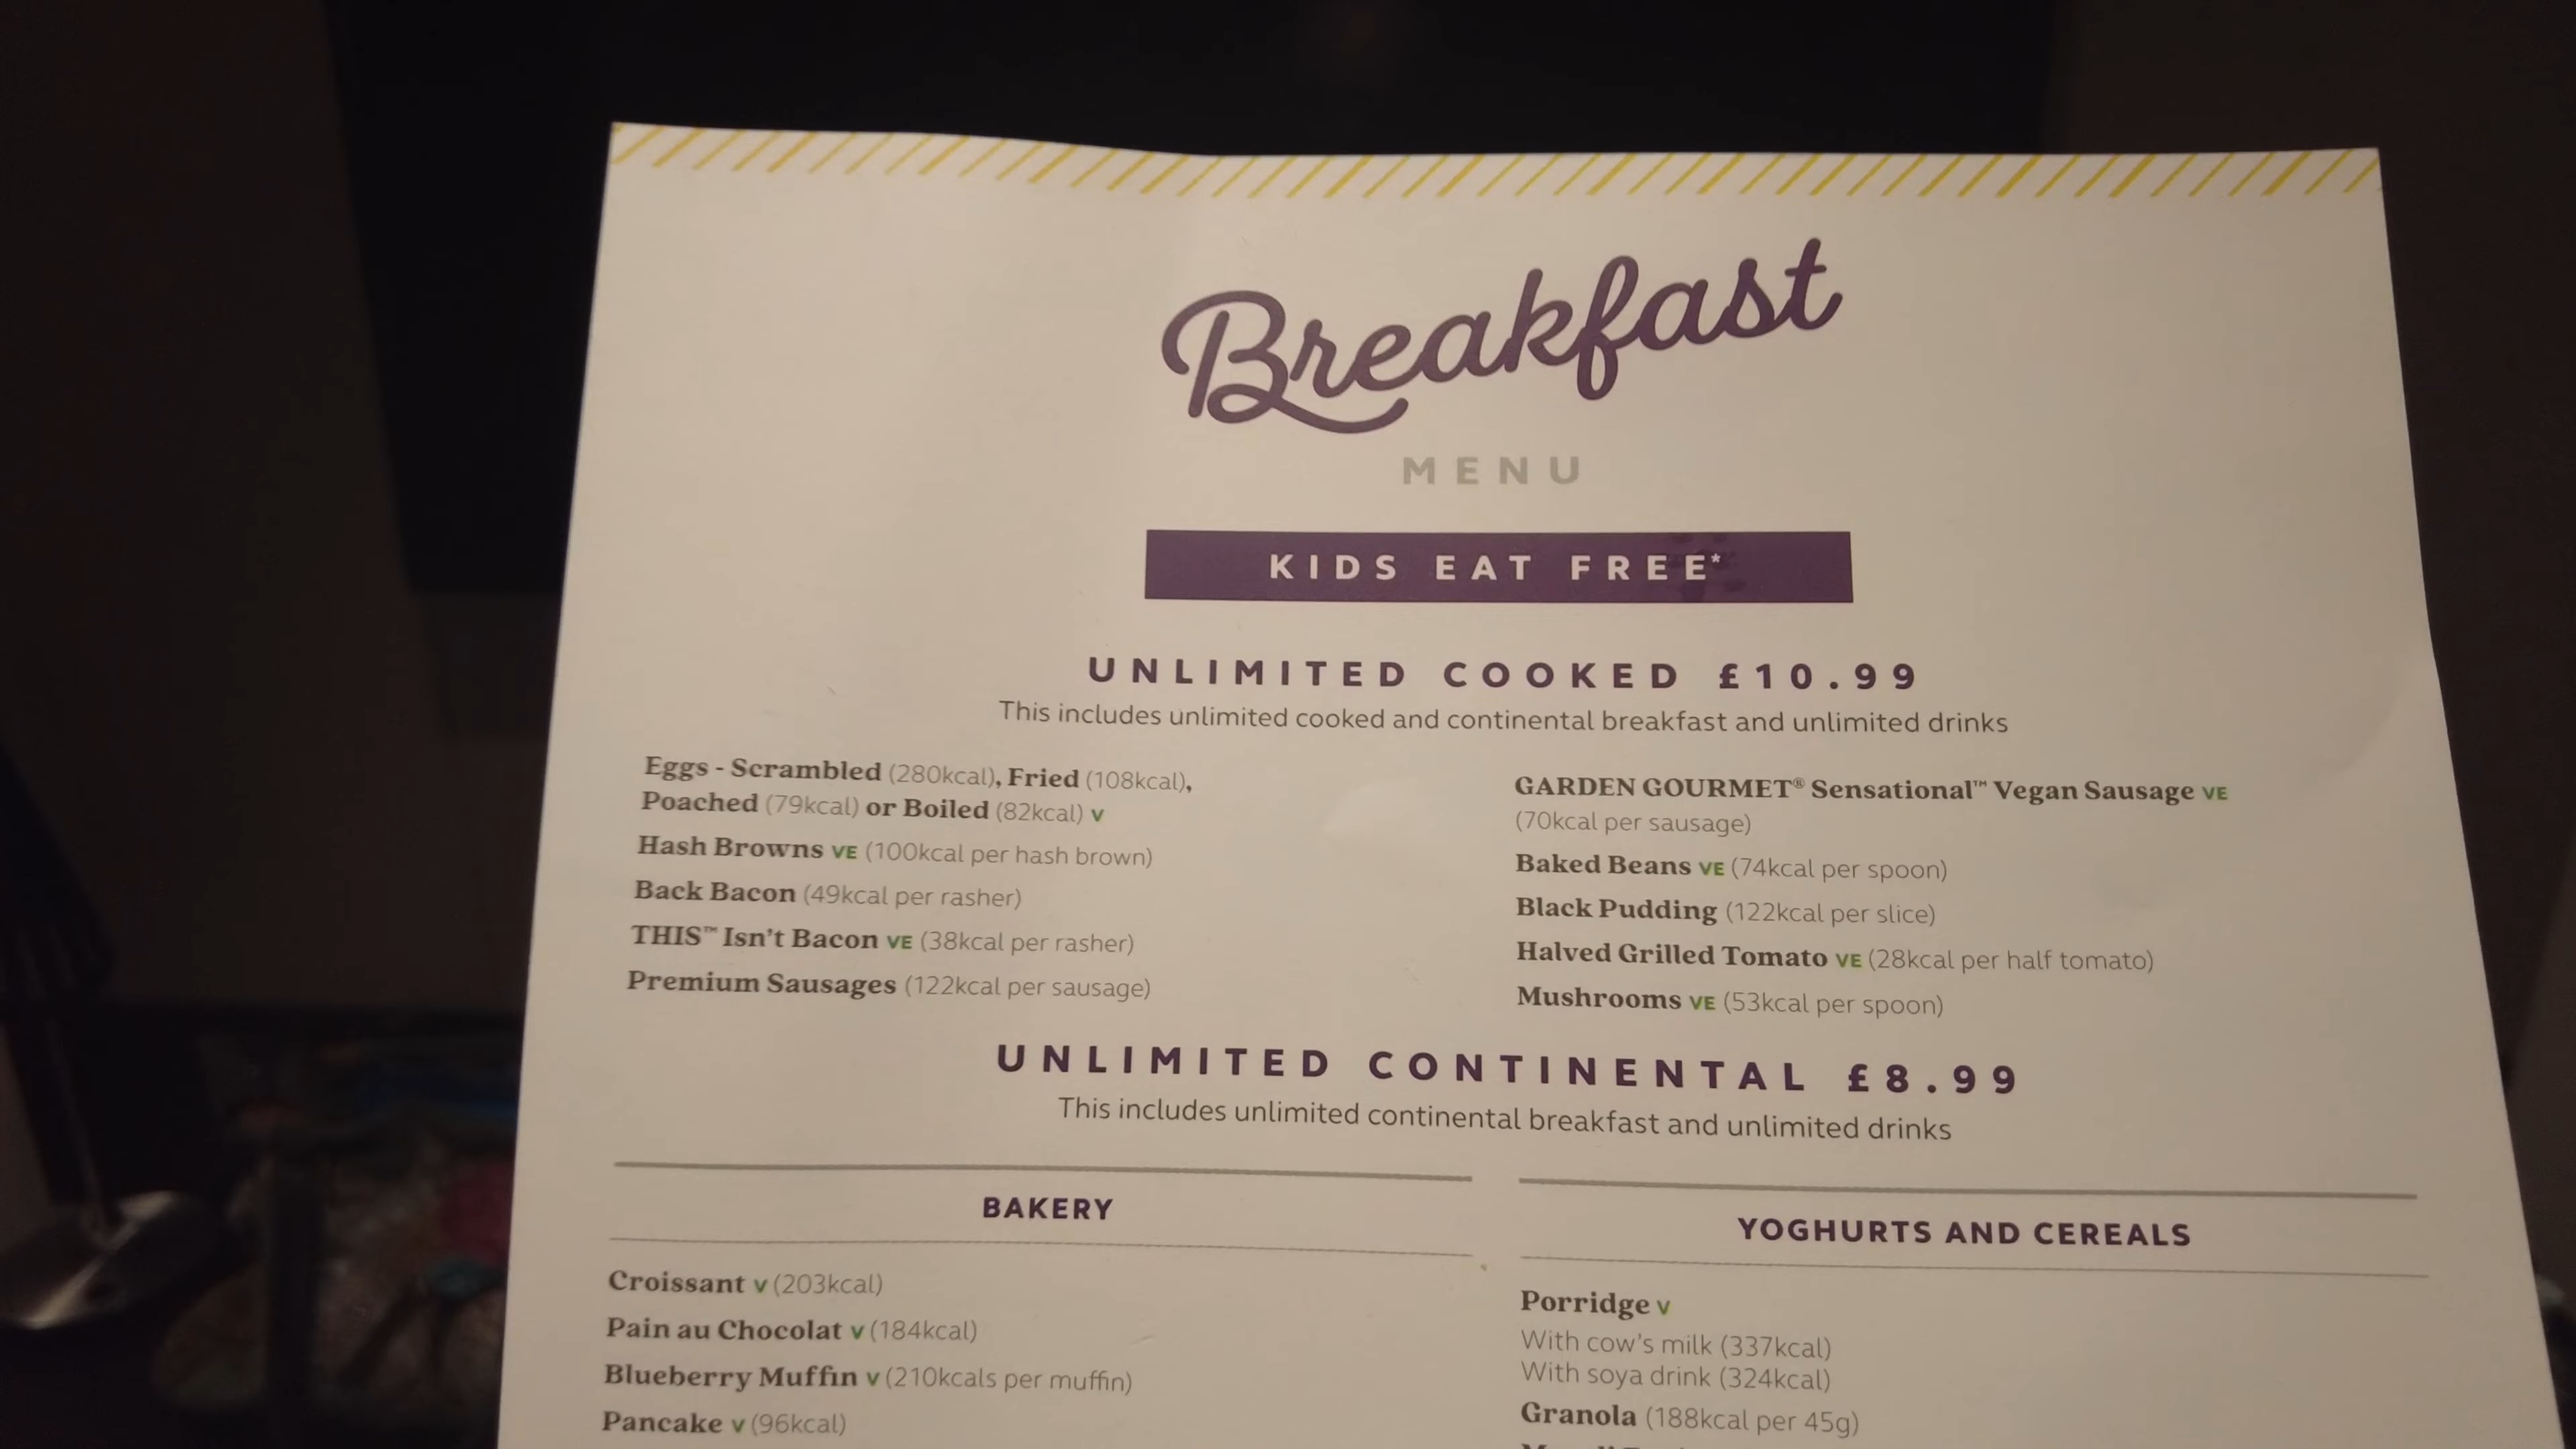 Breakfast
MENU
KIDS EAT FREE*
UNLIMITED COOKED £10.99
This includes unlimited cooked and continental breakfast and unlimited drinks
Eggs - Scrambled (280kcal), Fried (108kcal),
Poached (79kcal) or Boiled (82kcal) V
Hash Browns VE (100kcal per hash brown)
Back Bacon (49kcal per rasher)
THIS™ Isn't Bacon VE (38kcal per rasher)
Premium Sausages (122kcal per sausage)
GARDEN GOURMET® Sensational™ Vegan Sausage VE
(70kcal per sausage)
Baked Beans VE (74kcal per spoon)
Black Pudding (122kcal per slice)
Halved Grilled Tomato VE (28kcal per half tomato)
Mushrooms VE (53kcal per spoon)
UNLIMITED CONTINENTAL £8.99
This includes unlimited continental breakfast and unlimited drinks
BAKERY
Croissant V (203kcal)
Pain au Chocolat V (184kcal)
Blueberry Muffin V (210kcals per muffin)
Pancake V (96kcal)
YOGHURTS AND CEREALS
Porridge V
With cow's milk (337kcal)
With soya drink (324kcal)
Granola (188kcal per 45g)